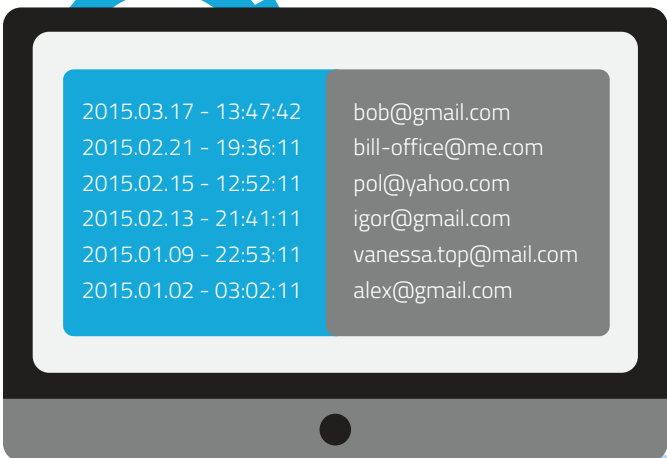 2015.03.17 - 13:47:42 bob@gmail.com
2015.02.21 - 19:36:11 bill-office@me.com
2015.02.15 - 12:52:11 pol@yahoo.com
2015.02.13 - 21:41:11 igor@gmail.com
2015.01.09 - 22:53:11 vanessa.top@mail.com
2015.01.02 - 03:02:11 alex@gmail.com